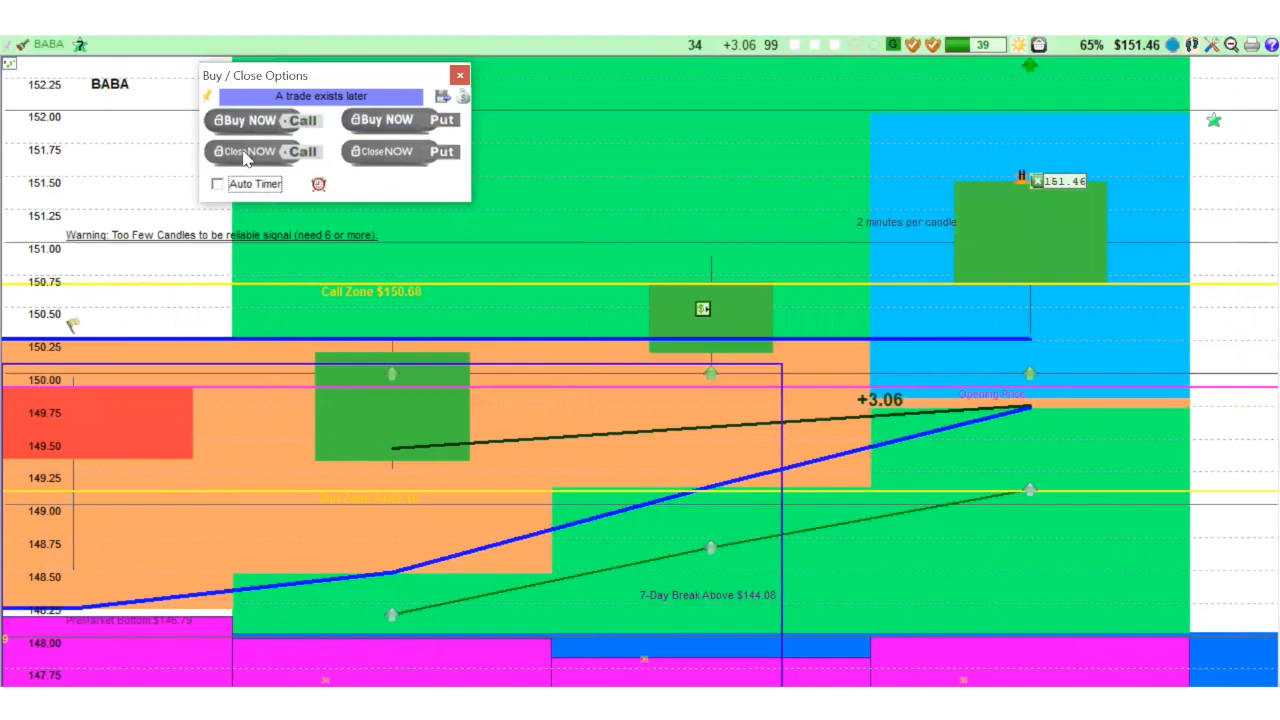 BABA 2 34 +3.06 99 G 39 65% $151.46
Buy / Close Options
A trade exists later
Buy NOW Call Buy NOW Put
Close NOW Call Close NOW Put
Auto Timer
152.25 BABA
152.00
151.75
151.50 H 151.46
151.25
2 minutes per candle
Warning: Too Few Candles to be reliable signal (need 6 or more).
151.00
150.75
Call Zone $150.68
150.50
150.25
150.00
Opening Price
+3.06
149.75
149.50
149.25
149.00
148.75
148.50
7-Day Break Above $144.08
148.25
PreMarket Bottom $146.79
9
148.00
147.75